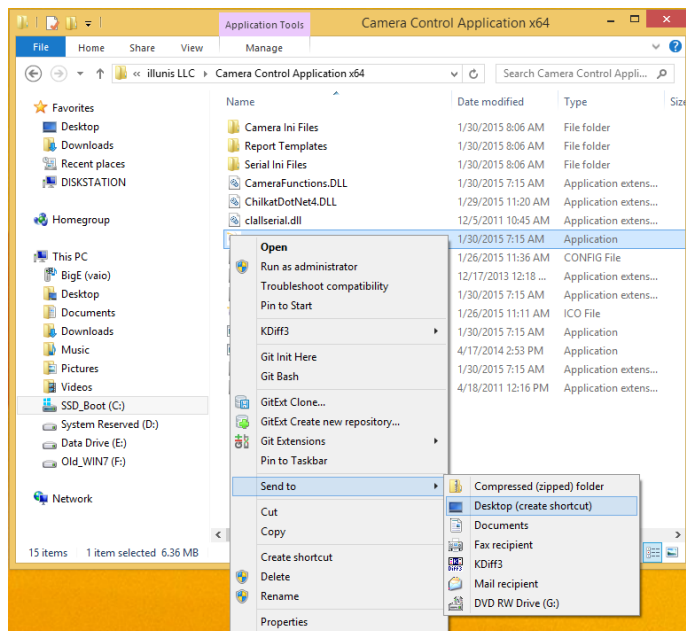 Application Tools
Camera Control Application x64
File
Home
Share
View
Manage
« illunis LLC
Camera Control Application x64
Search Camera Control Appli...
Name
Date modified
Type
Size
Favorites
Desktop
Downloads
Recent places
DISKSTATION
Homegroup
This PC
BigE (vaio)
Desktop
Documents
Downloads
Music
Pictures
Videos
SSD_Boot (C:)
System Reserved (D:)
Data Drive (E:)
Old_WIN7 (F:)
Network
Camera Ini Files 1/30/2015 8:06 AM File folder
Report Templates 1/30/2015 8:06 AM File folder
Serial Ini Files 1/30/2015 8:06 AM File folder
CameraFunctions.DLL 1/30/2015 7:15 AM Application extens...
ChilkatDotNet4.DLL 1/29/2015 11:20 AM Application extens...
clallserial.dll 12/5/2011 10:45 AM Application extens...
1/30/2015 7:15 AM Application
1/26/2015 11:36 AM CONFIG File
12/17/2013 12:18 ... Application extens...
1/30/2015 7:15 AM Application extens...
1/26/2015 11:11 AM ICO File
1/30/2015 7:15 AM Application
4/17/2014 2:53 PM Application
1/30/2015 7:15 AM Application extens...
4/18/2011 12:16 PM Application extens...
Open
Run as administrator
Troubleshoot compatibility
Pin to Start
KDiff3
Git Init Here
Git Bash
GitExt Clone...
GitExt Create new repository...
Git Extensions
Pin to Taskbar
Send to
Cut
Copy
Create shortcut
Delete
Rename
Properties
Compressed (zipped) folder
Desktop (create shortcut)
Documents
Fax recipient
KDiff3
Mail recipient
DVD RW Drive (G:)
15 items 1 item selected 6.36 MB